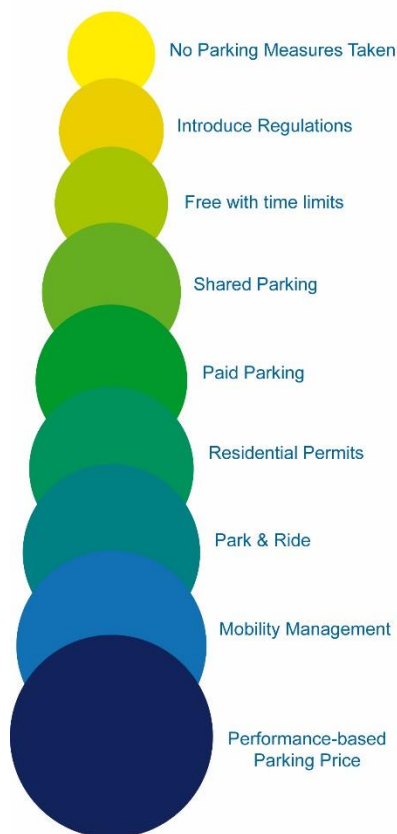 No Parking Measures Taken
Introduce Regulations
Free with time limits
Shared Parking
Paid Parking
Residential Permits
Park & Ride
Mobility Management
Performance-based
Parking Price